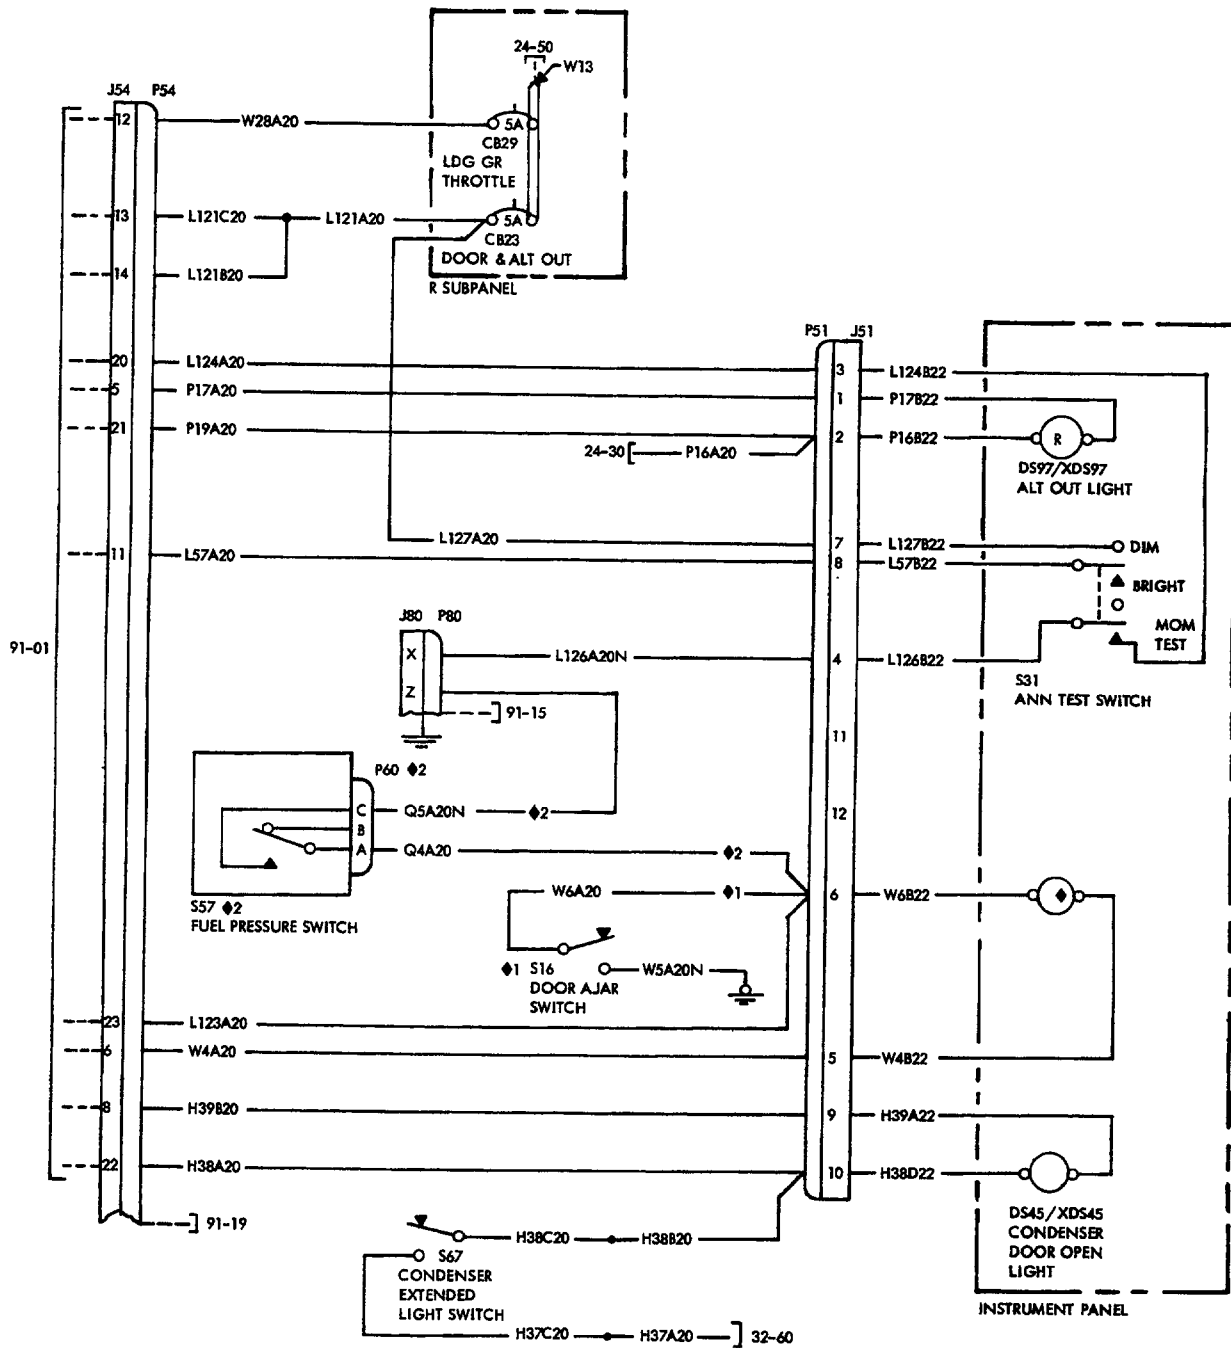 24-50
W13
J54 P54
12 W28A20 5A
CB29
LDG GR
THROTTLE
13 L121C20 L121A20 5A
CB23
DOOR & ALT OUT
14 L121B20
R SUBPANEL
P51 J51
20 L124A20 3 L124B22
5 P17A20 1 P17B22
21 P19A20 2 P16B22 R
24-30 P16A20
DS97/XDS97
ALT OUT LIGHT
L127A20 7 L127B22 DIM
11 L57A20 8 L57B22
BRIGHT
MOM
TEST
J80 P80
91-01
X L126A20N 4 L126B22
Z
S31
ANN TEST SWITCH
91-15
11
P60 ◆2
C Q5A20N ◆2 12
B
A Q4A20 ◆2
W6A20 ◆1 6 W6B22 ◆
S57 ◆2
FUEL PRESSURE SWITCH
◆1 S16 W5A20N
DOOR AJAR
SWITCH
23 L123A20
6 W4A20 5 W4B22
8 H39B20 9 H39A22
22 H38A20 10 H38D22
91-19
DS45/XDS45
CONDENSER
DOOR OPEN
LIGHT
H38C20 H38B20
S67
CONDENSER
EXTENDED
LIGHT SWITCH
INSTRUMENT PANEL
H37C20 H37A20 32-60